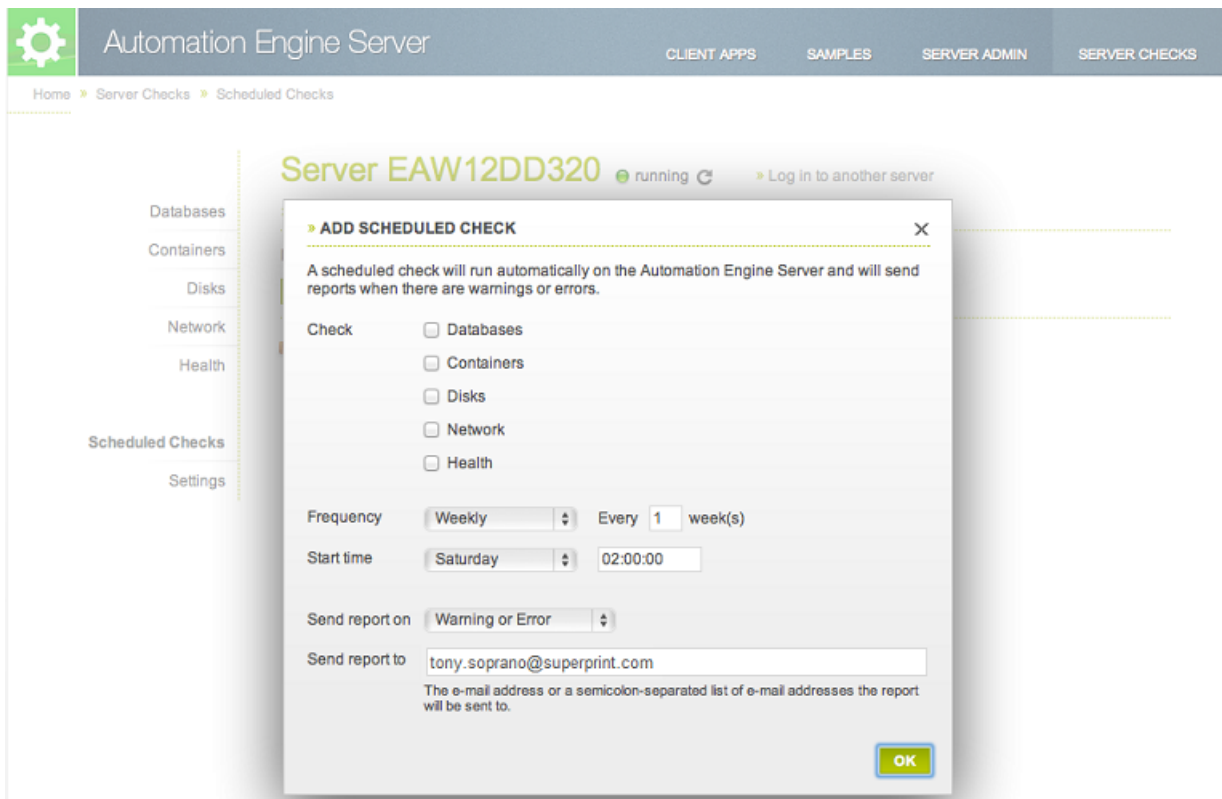 Automation Engine Server
CLIENT APPS SAMPLES SERVER ADMIN SERVER CHECKS
Home » Server Checks » Scheduled Checks
Server EAW12DD320 running » Log in to another server
Databases
Containers
Disks
Network
Health
Scheduled Checks
Settings
» ADD SCHEDULED CHECK
A scheduled check will run automatically on the Automation Engine Server and will send
reports when there are warnings or errors.
Check Databases
Containers
Disks
Network
Health
Frequency Weekly Every 1 week(s)
Start time Saturday 02:00:00
Send report on Warning or Error
Send report to tony.soprano@superprint.com
The e-mail address or a semicolon-separated list of e-mail addresses the report
will be sent to.
OK